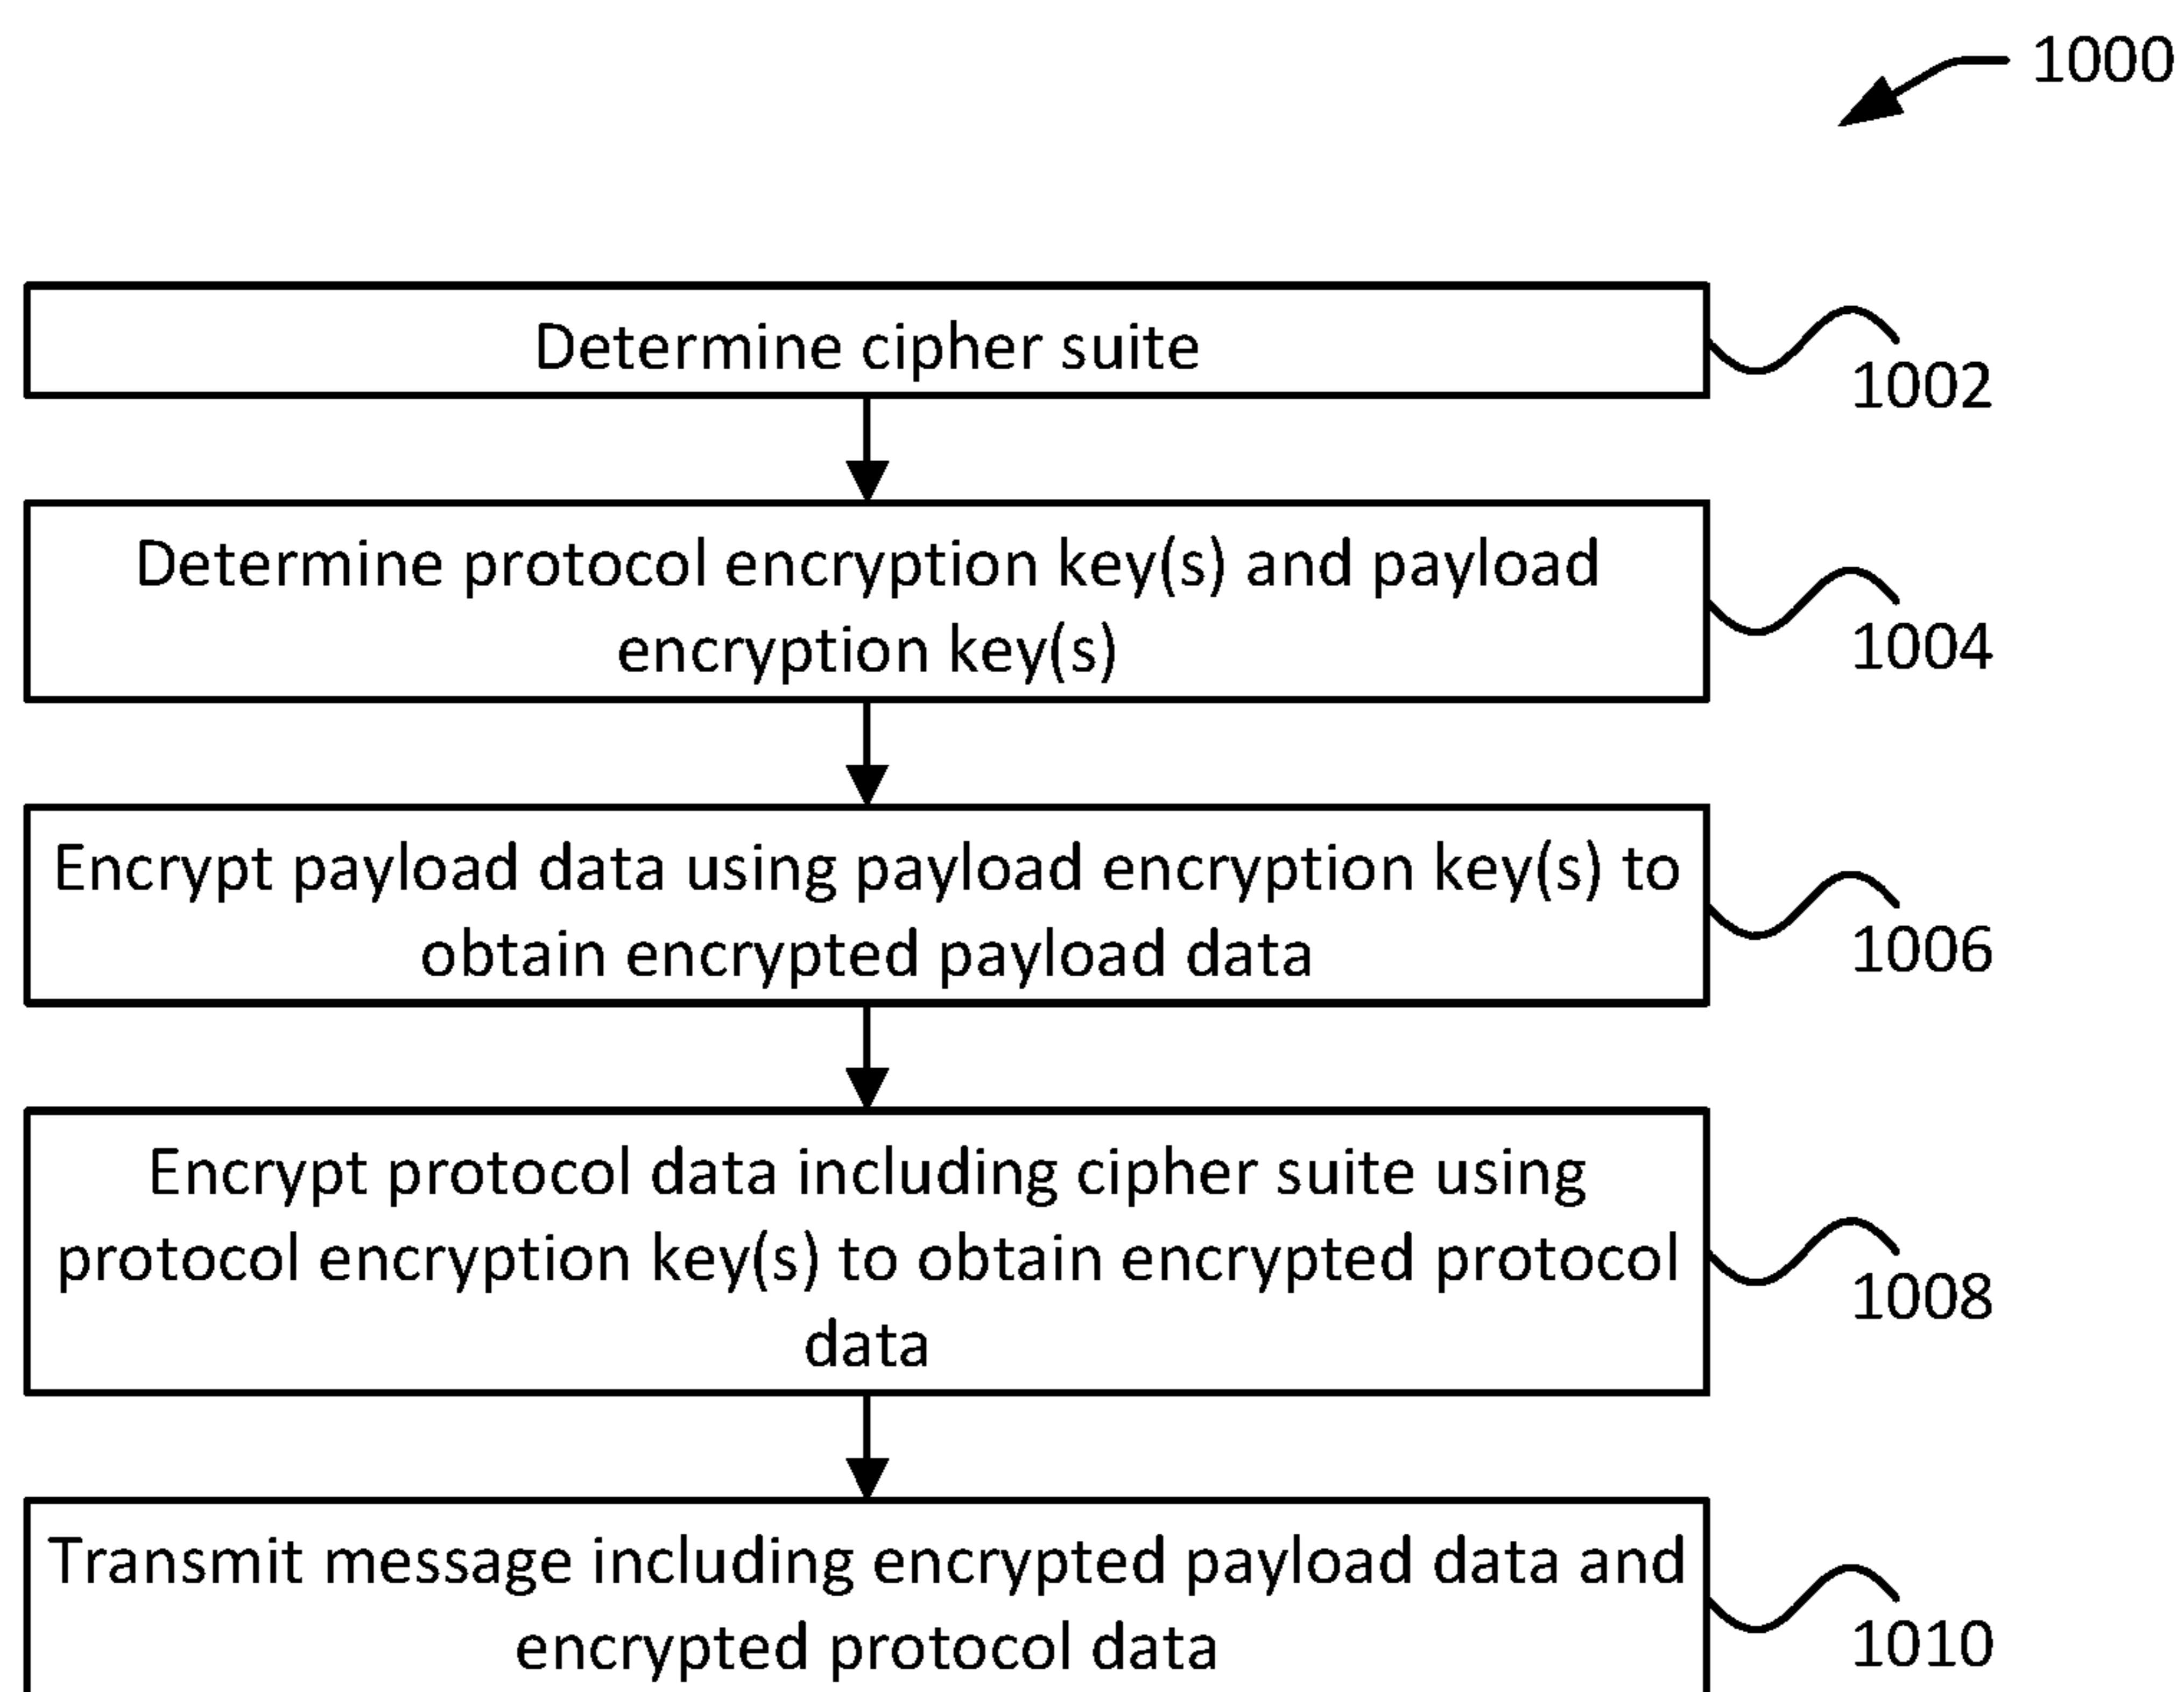 1000
Determine cipher suite
1002
Determine protocol encryption key(s) and payload
encryption key(s)
1004
Encrypt payload data using payload encryption key(s) to
obtain encrypted payload data
1006
Encrypt protocol data including cipher suite using
protocol encryption key(s) to obtain encrypted protocol
data
1008
Transmit message including encrypted payload data and
encrypted protocol data
1010